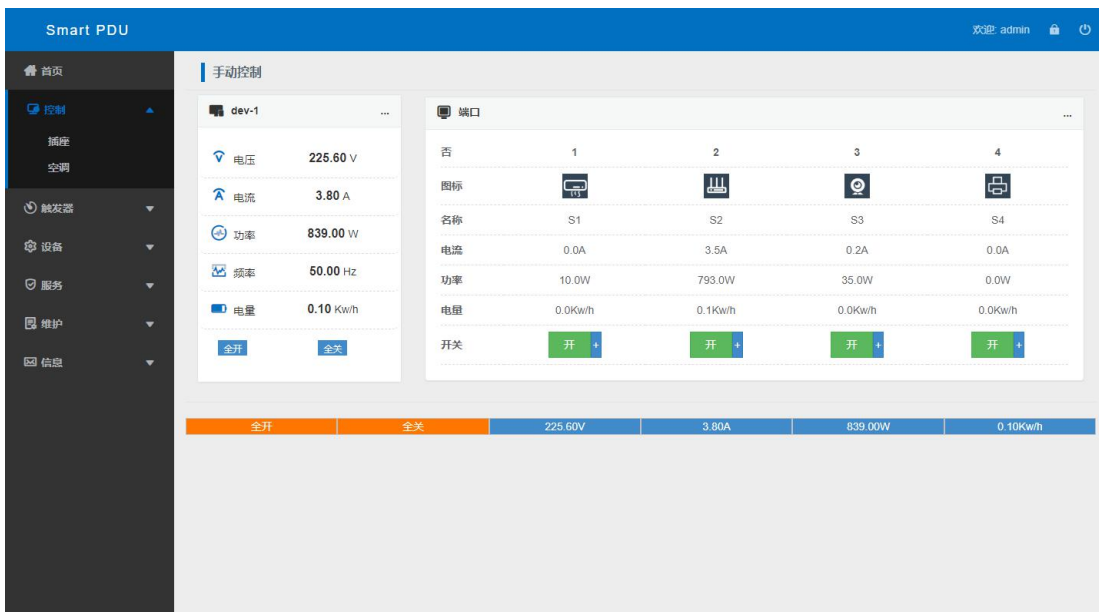 Smart PDU
欢迎: admin
首页
控制
插座
空调
触发器
设备
服务
维护
信息
手动控制
dev-1 ...
电压 225.60 V
电流 3.80 A
功率 839.00 W
频率 50.00 Hz
电量 0.10 Kw/h
全开 全关
端口 ...
否 1 2 3 4
图标
名称 S1 S2 S3 S4
电流 0.0A 3.5A 0.2A 0.0A
功率 10.0W 793.0W 35.0W 0.0W
电量 0.0Kw/h 0.1Kw/h 0.0Kw/h 0.0Kw/h
开关 开 + 开 + 开 + 开 +
全开 全关 225.60V 3.80A 839.00W 0.10Kw/h